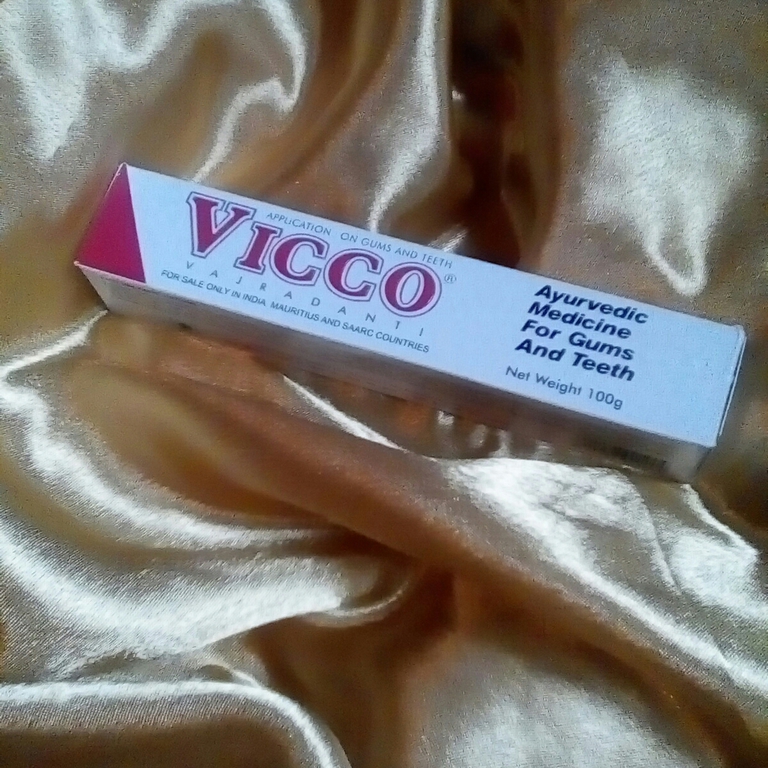 APPLICATION ON GUMS AND TEETH
VICCO®
VAJRADANTI
FOR SALE ONLY IN INDIA MAURITIUS AND SAARC COUNTRIES
Ayurvedic
Medicine
For Gums
And Teeth
Net Weight 100g